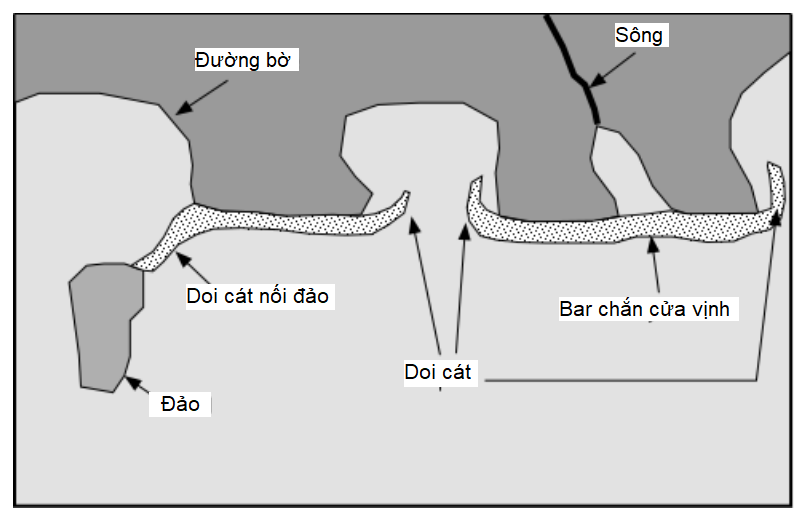 Sông
Đường bờ
Doi cát nối đảo
Bar chắn cửa vịnh
Doi cát
Đảo